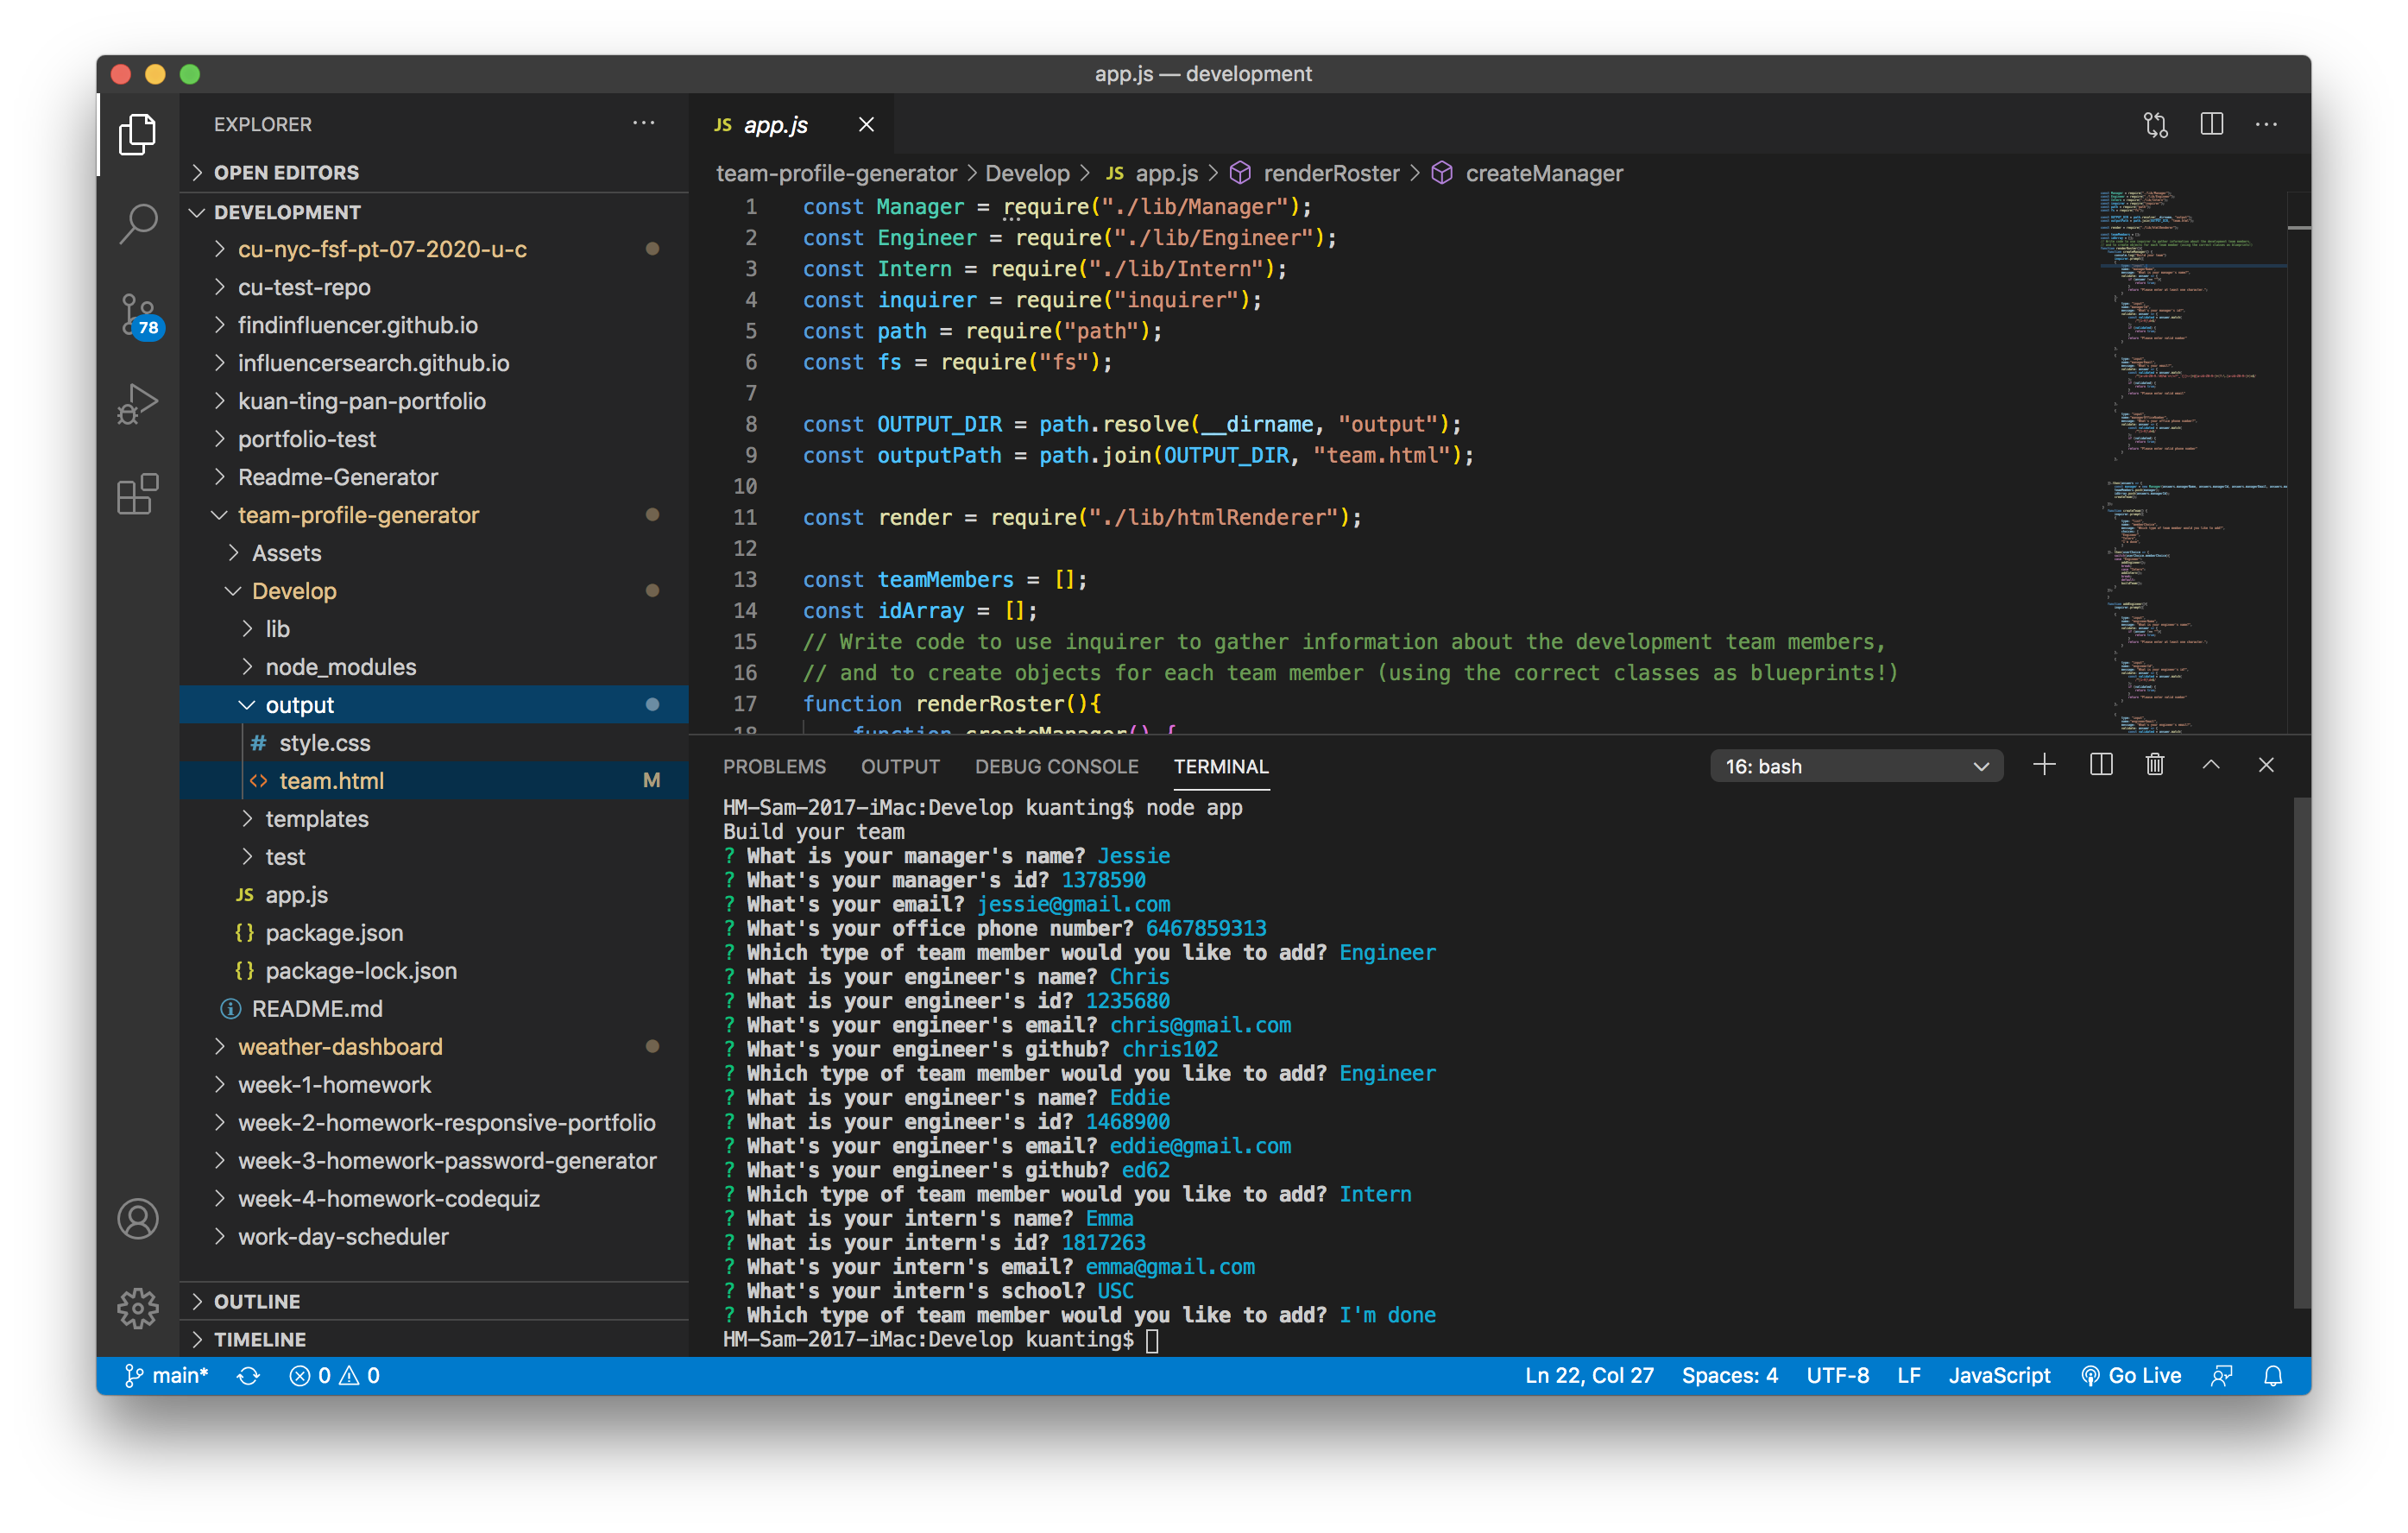 app.js — development
EXPLORER
OPEN EDITORS
DEVELOPMENT
cu-nyc-fsf-pt-07-2020-u-c
cu-test-repo
findinfluencer.github.io
influencersearch.github.io
kuan-ting-pan-portfolio
portfolio-test
Readme-Generator
team-profile-generator
Assets
Develop
lib
node_modules
output
# style.css
<> team.html M
templates
test
JS app.js
{} package.json
{} package-lock.json
README.md
weather-dashboard
week-1-homework
week-2-homework-responsive-portfolio
week-3-homework-password-generator
week-4-homework-codequiz
work-day-scheduler
OUTLINE
TIMELINE
78
JS app.js
team-profile-generator > Develop > JS app.js > renderRoster > createManager
1 const Manager = require("./lib/Manager");
2 const Engineer = require("./lib/Engineer");
3 const Intern = require("./lib/Intern");
4 const inquirer = require("inquirer");
5 const path = require("path");
6 const fs = require("fs");
7
8 const OUTPUT_DIR = path.resolve(__dirname, "output");
9 const outputPath = path.join(OUTPUT_DIR, "team.html");
10
11 const render = require("./lib/htmlRenderer");
12
13 const teamMembers = [];
14 const idArray = [];
15 // Write code to use inquirer to gather information about the development team members,
16 // and to create objects for each team member (using the correct classes as blueprints!)
17 function renderRoster(){
18 function createManager() {
PROBLEMS OUTPUT DEBUG CONSOLE TERMINAL 16: bash
HM-Sam-2017-iMac:Develop kuanting$ node app
Build your team
? What is your manager's name? Jessie
? What's your manager's id? 1378590
? What's your email? jessie@gmail.com
? What's your office phone number? 6467859313
? Which type of team member would you like to add? Engineer
? What is your engineer's name? Chris
? What is your engineer's id? 1235680
? What's your engineer's email? chris@gmail.com
? What's your engineer's github? chris102
? Which type of team member would you like to add? Engineer
? What is your engineer's name? Eddie
? What is your engineer's id? 1468900
? What's your engineer's email? eddie@gmail.com
? What's your engineer's github? ed62
? Which type of team member would you like to add? Intern
? What is your intern's name? Emma
? What is your intern's id? 1817263
? What's your intern's email? emma@gmail.com
? What's your intern's school? USC
? Which type of team member would you like to add? I'm done
HM-Sam-2017-iMac:Develop kuanting$
main* 0 0 Ln 22, Col 27 Spaces: 4 UTF-8 LF JavaScript Go Live